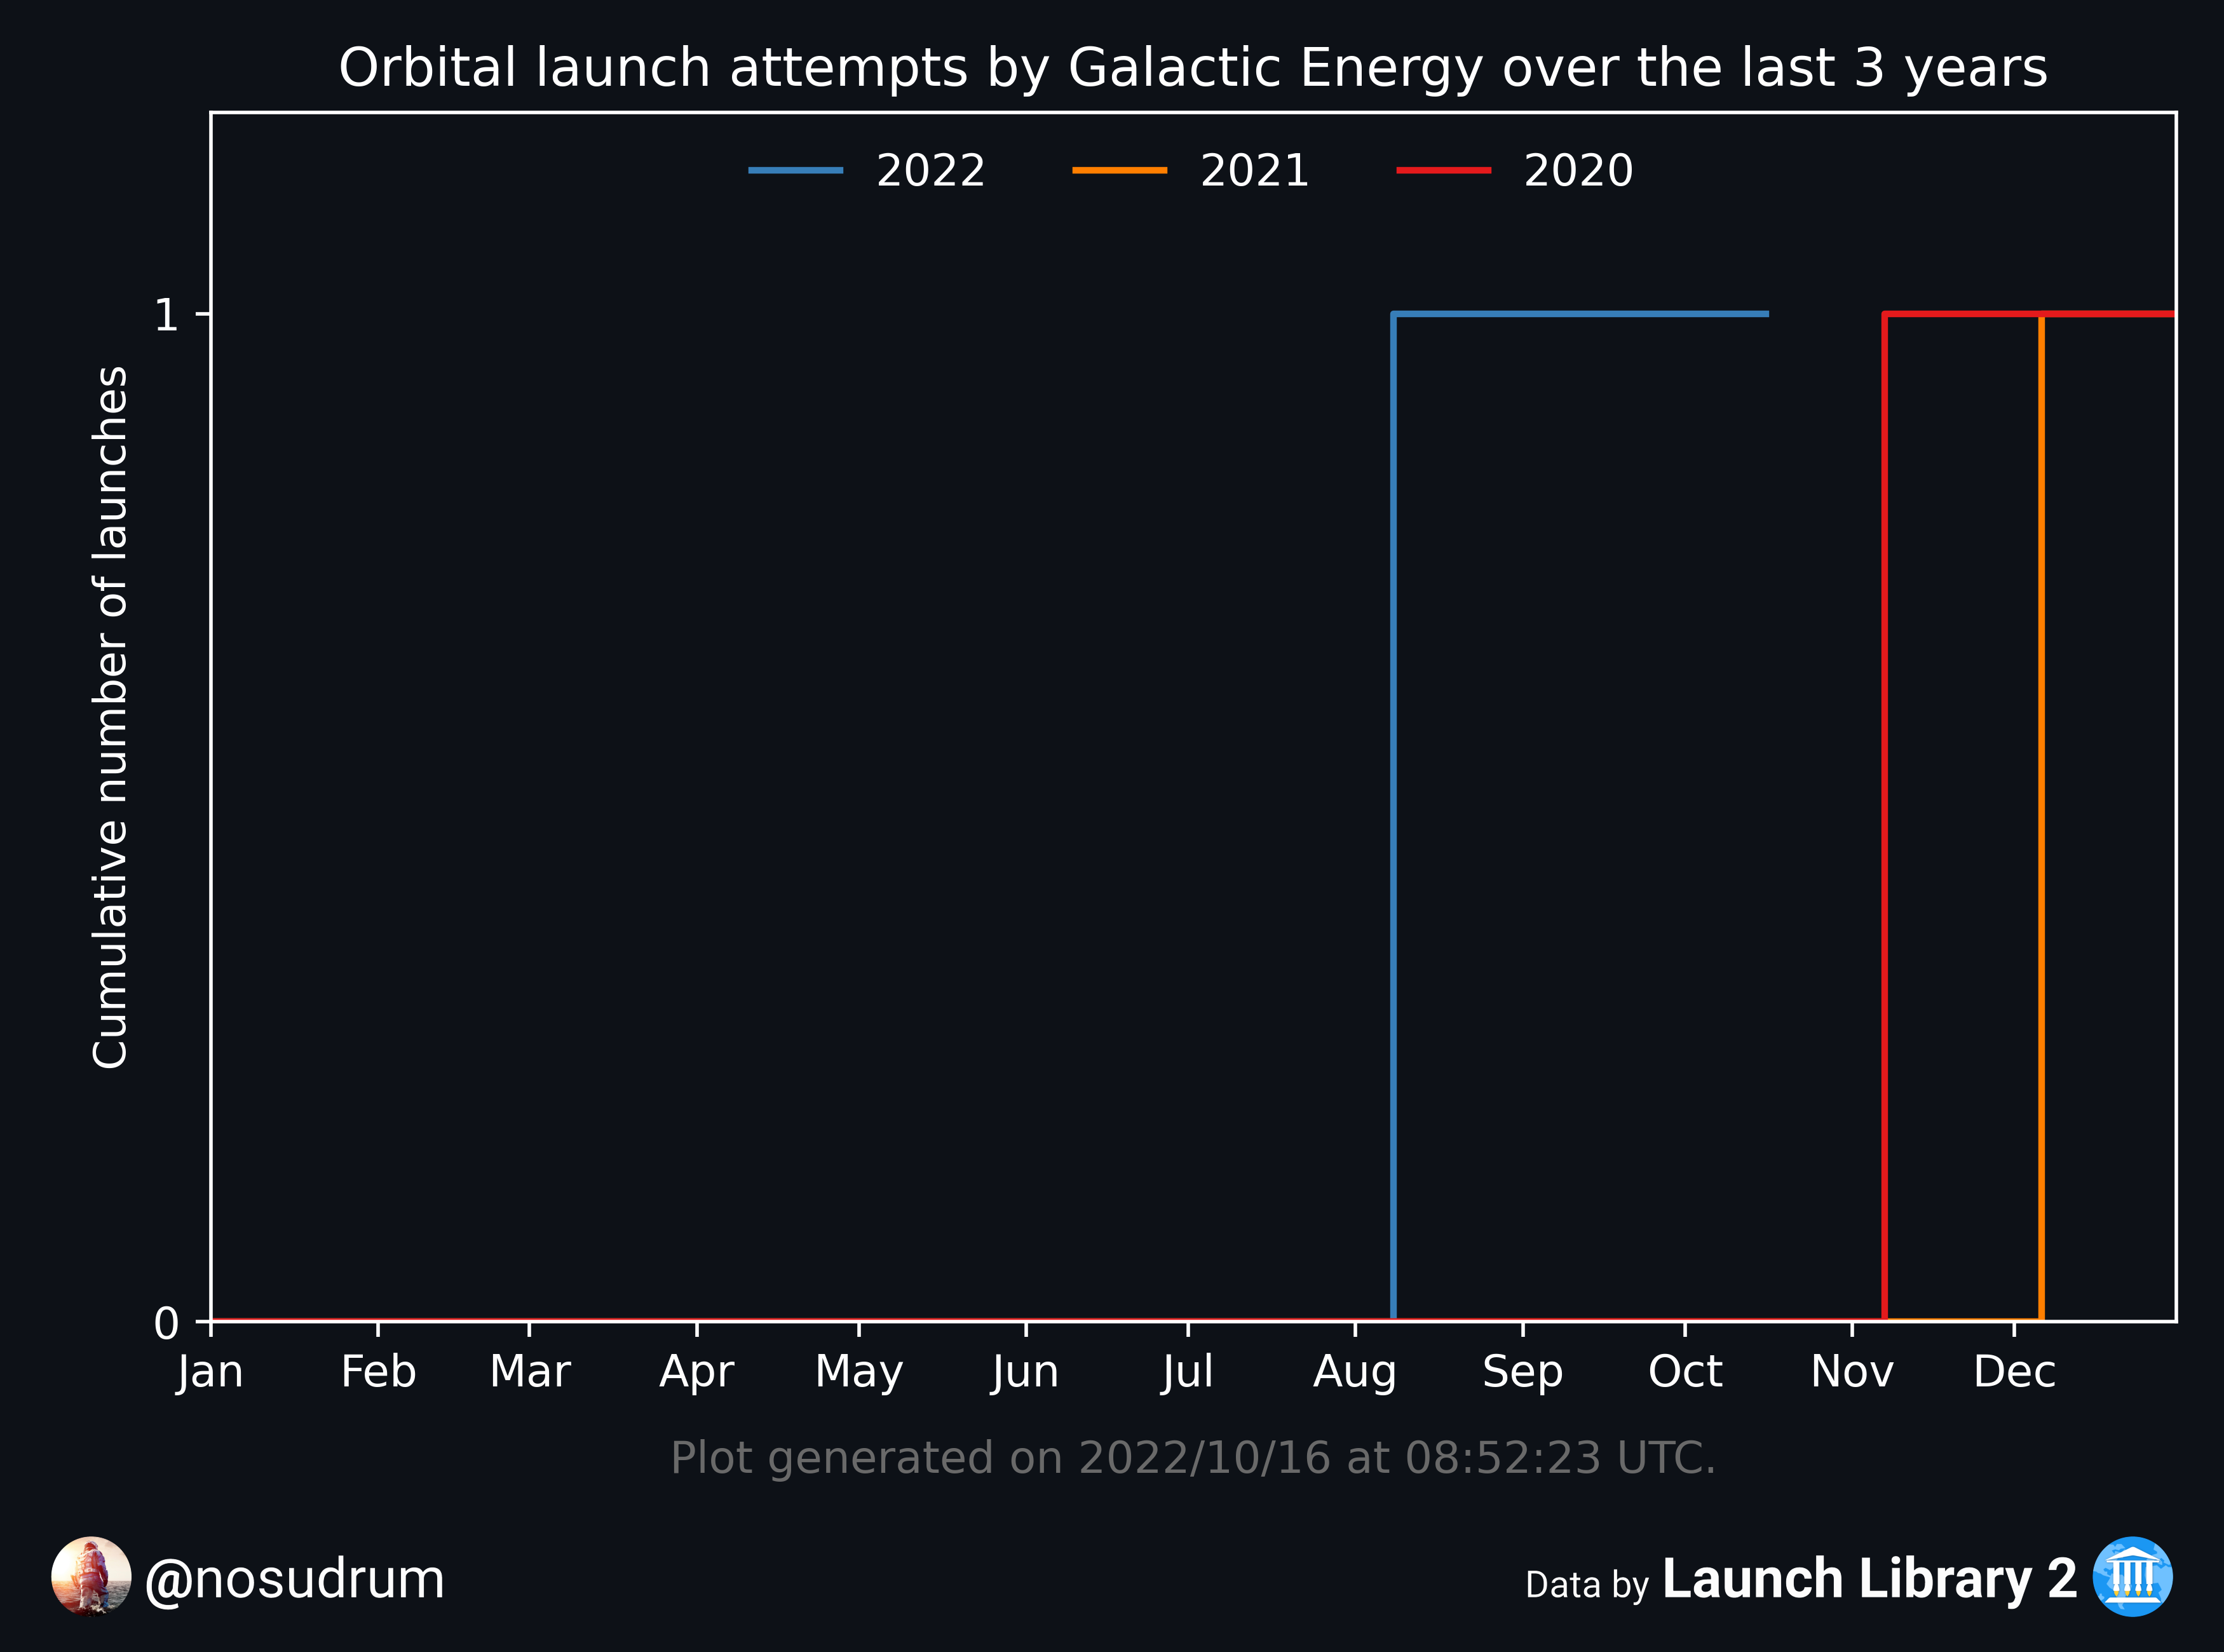 Orbital launch attempts by Galactic Energy over the last 3 years
2022 2021 2020
Cumulative number of launches
1
0
Jan Feb Mar Apr May Jun Jul Aug Sep Oct Nov Dec
Plot generated on 2022/10/16 at 08:52:23 UTC.
@nosudrum
Data by Launch Library 2